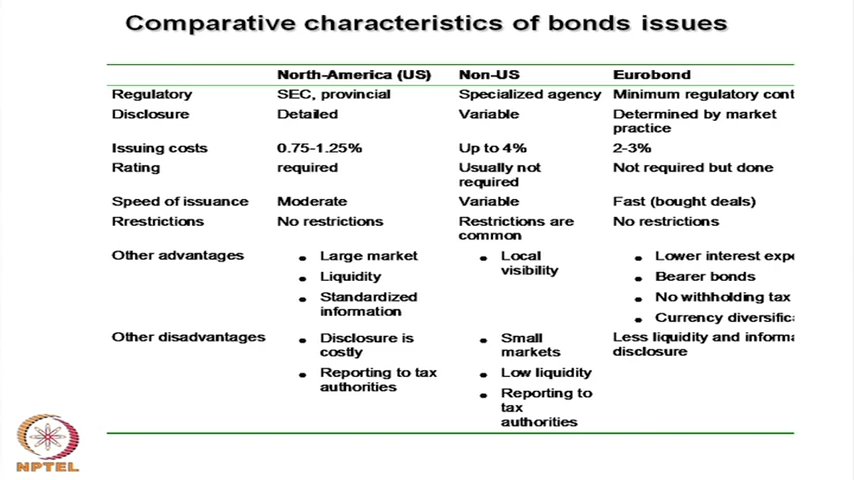 Comparative characteristics of bonds issues
North-America (US) Non-US Eurobond
Regulatory SEC, provincial Specialized agency Minimum regulatory cont
Disclosure Detailed Variable Determined by market
practice
Issuing costs 0.75-1.25% Up to 4% 2-3%
Rating required Usually not Not required but done
required
Speed of issuance Moderate Variable Fast (bought deals)
Rrestrictions No restrictions Restrictions are No restrictions
common
Other advantages • Large market • Local • Lower interest expe
visibility
• Liquidity • Bearer bonds
• Standardized • No withholding tax
information • Currency diversifica
Other disadvantages • Disclosure is • Small Less liquidity and informa
costly markets disclosure
• Reporting to tax • Low liquidity
authorities • Reporting to
tax
authorities
NPTEL